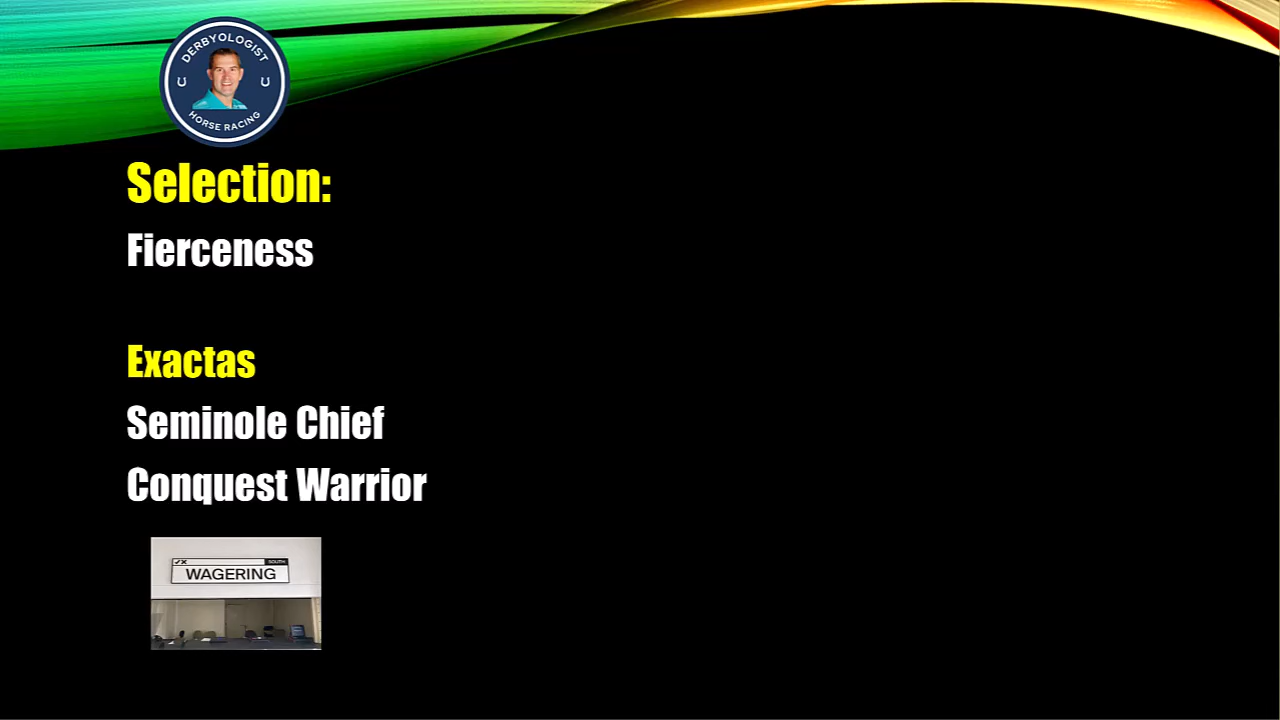 DERBYOLOGIST
HORSE RACING
Selection:
Fierceness
Exactas
Seminole Chief
Conquest Warrior
SOUTH
WAGERING